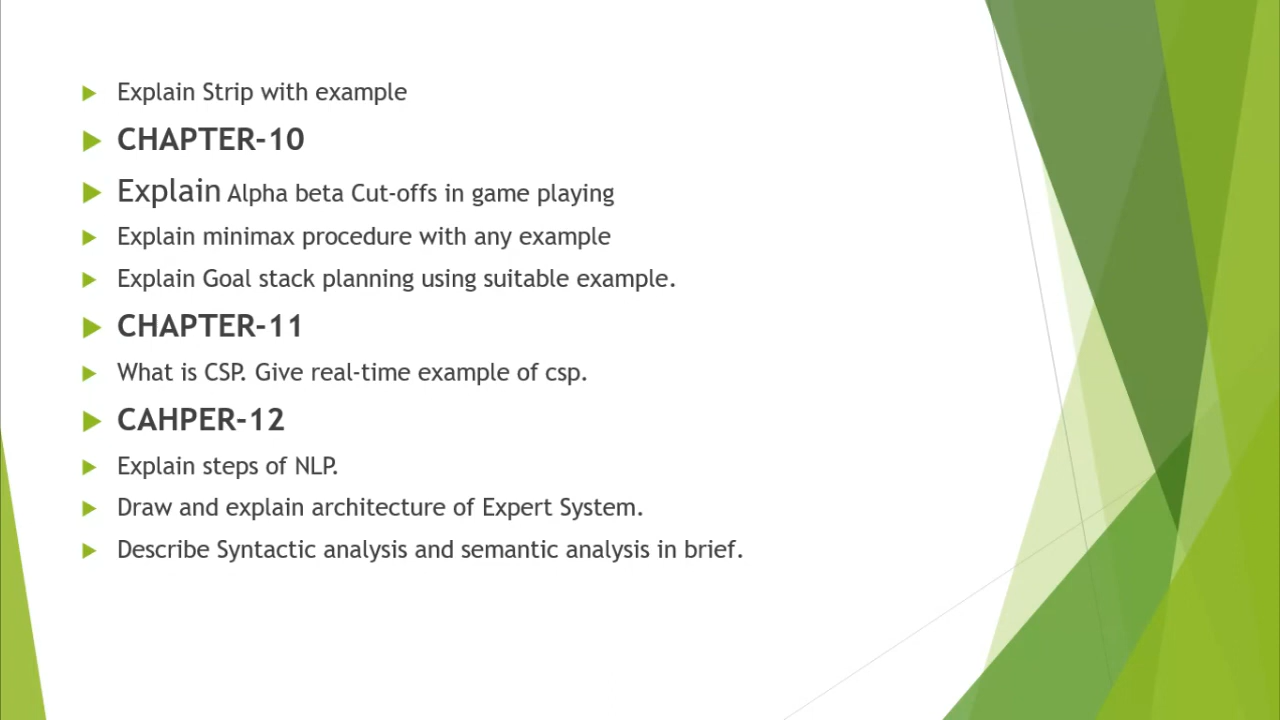 Explain Strip with example
CHAPTER-10
Explain Alpha beta Cut-offs in game playing
Explain minimax procedure with any example
Explain Goal stack planning using suitable example.
CHAPTER-11
What is CSP. Give real-time example of csp.
CAHPER-12
Explain steps of NLP.
Draw and explain architecture of Expert System.
Describe Syntactic analysis and semantic analysis in brief.